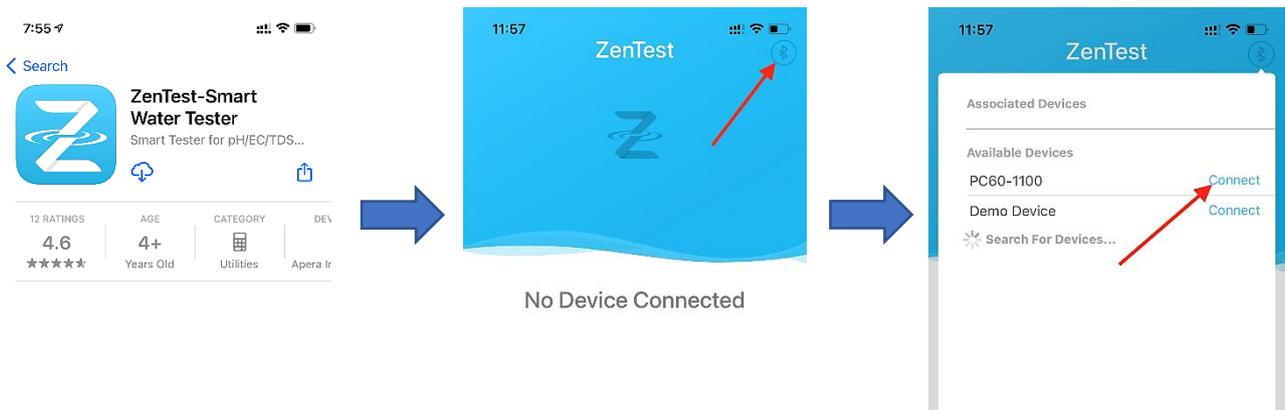 7:55
Search
ZenTest-Smart
Water Tester
Smart Tester for pH/EC/TDS...
12 RATINGS
AGE
CATEGORY
DEV
4.6
4+
Years Old
Utilities
Apera In
11:57
ZenTest
No Device Connected
11:57
ZenTest
Associated Devices
Available Devices
PC60-1100
Connect
Demo Device
Connect
Search For Devices...